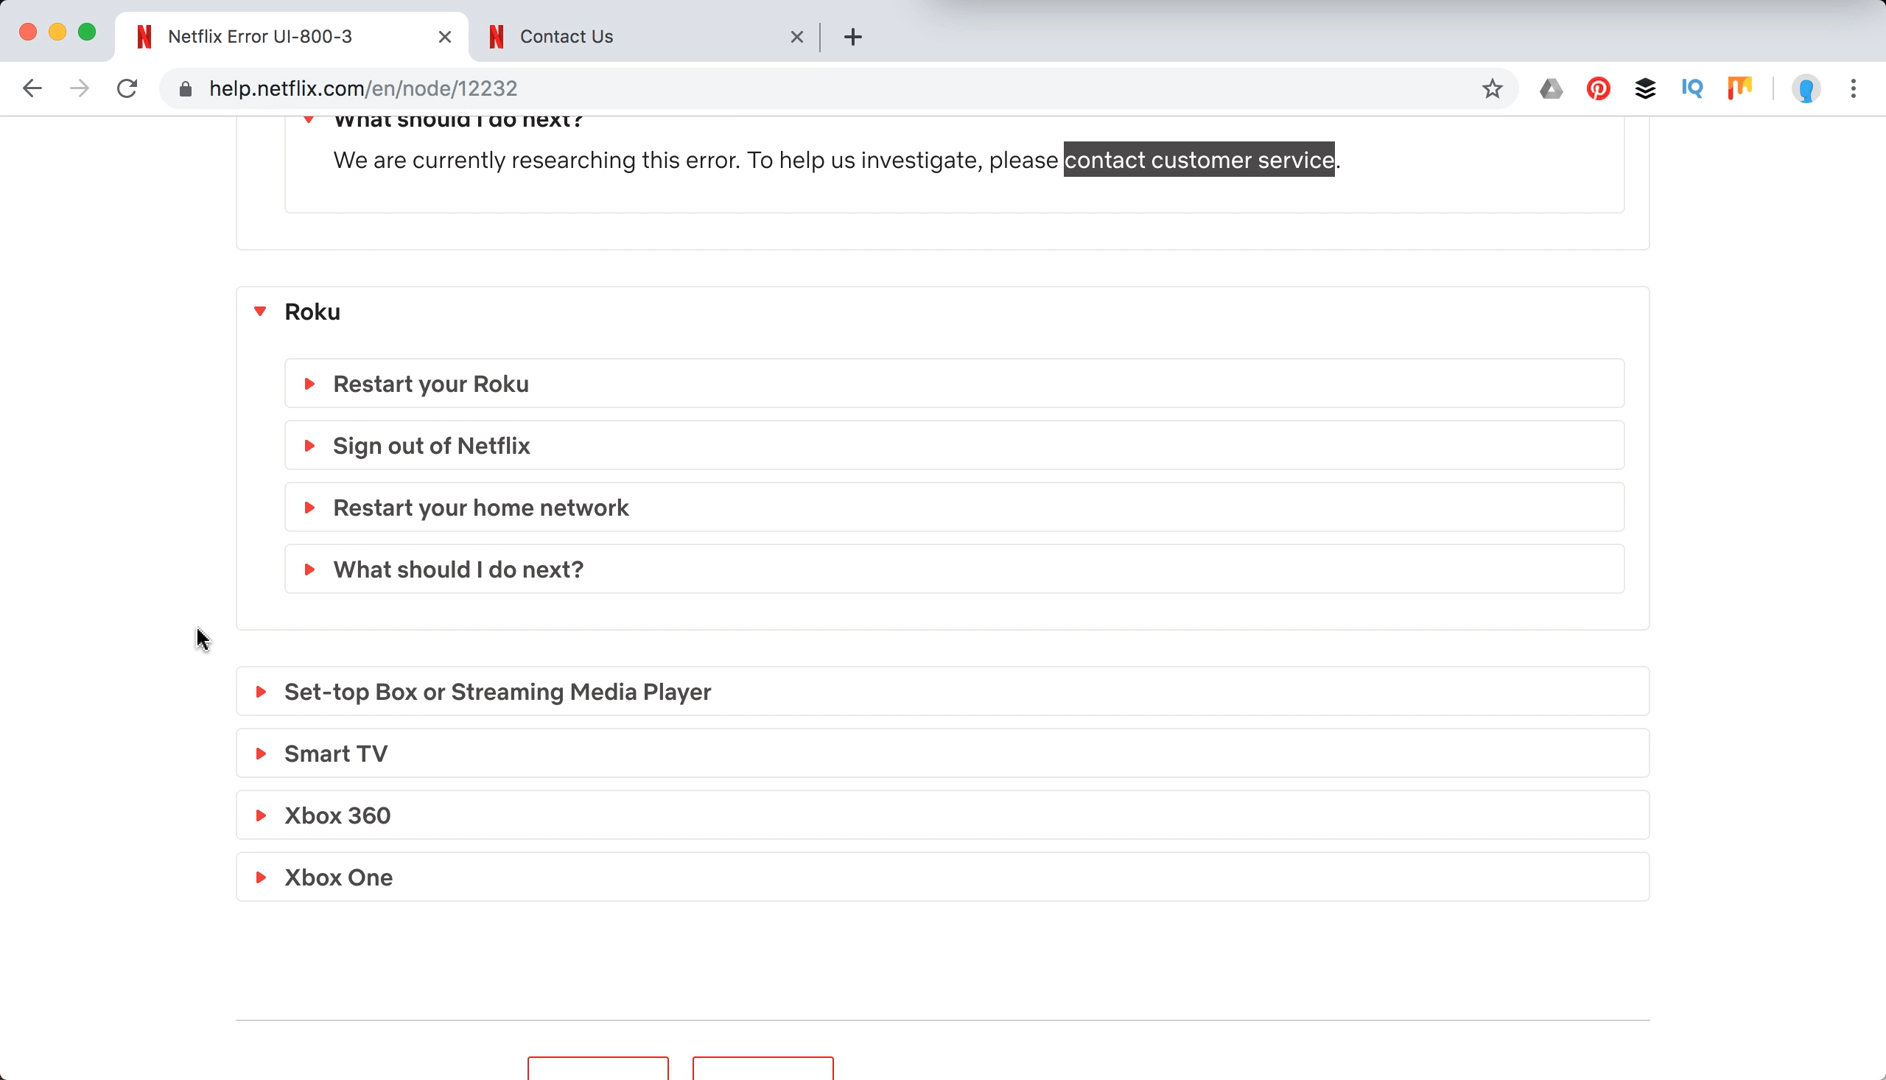 Netflix Error UI-800-3
Contact Us
help.netflix.com/en/node/12232
What should I do next?
We are currently researching this error. To help us investigate, please contact customer service.
Roku
Restart your Roku
Sign out of Netflix
Restart your home network
What should I do next?
Set-top Box or Streaming Media Player
Smart TV
Xbox 360
Xbox One